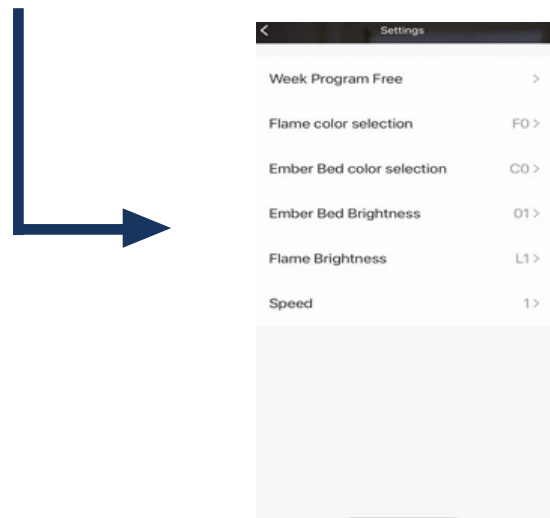 Settings
Week Program Free >
Flame color selection F0 >
Ember Bed color selection C0 >
Ember Bed Brightness 01 >
Flame Brightness L1 >
Speed 1 >